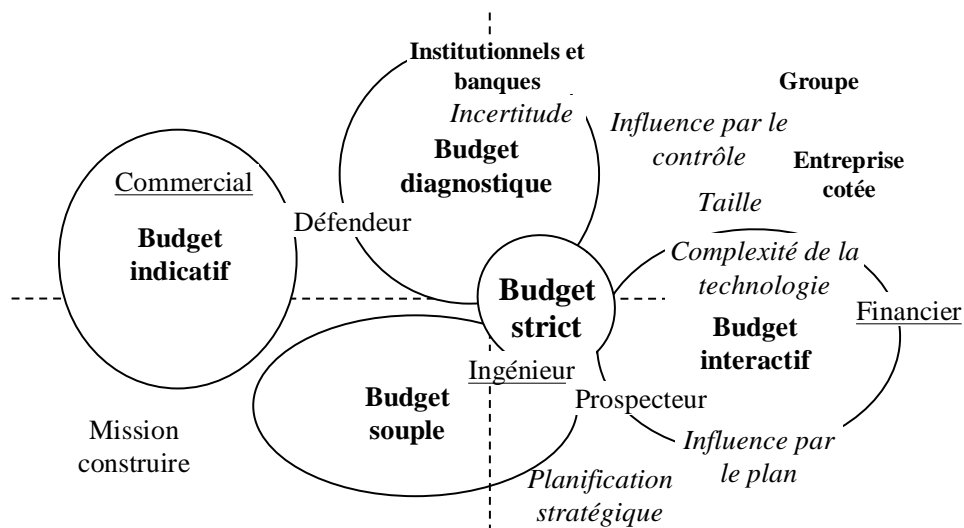 Institutionnels et
banques
Incertitude
Budget
diagnostique
Groupe
Influence par le
contrôle
Entreprise
cotée
Taille
Commercial
Budget
indicatif
Défendeur
Complexité de la
technologie
Budget
strict
Financier
Budget
interactif
Ingénieur
Budget
souple
Prospecteur
Mission
construire
Influence par
le plan
Planification
stratégique